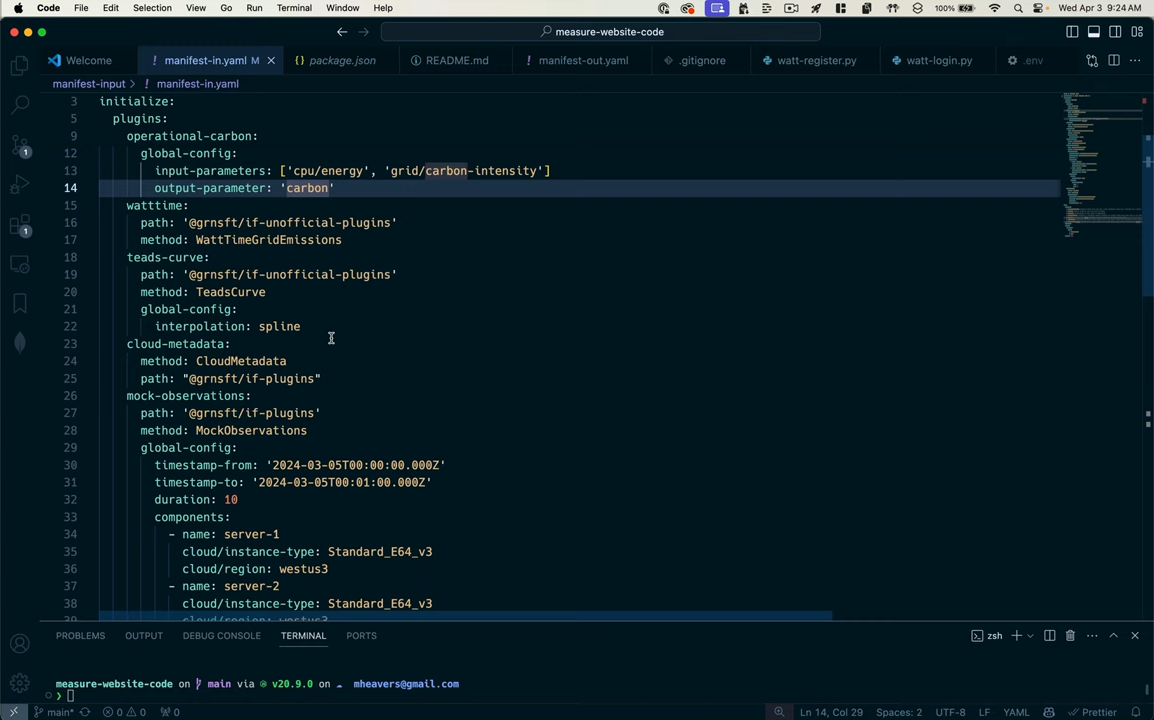 Code File Edit Selection View Go Run Terminal Window Help 100% Wed Apr 3 9:24 AM
measure-website-code
Welcome manifest-in.yaml M package.json README.md manifest-out.yaml .gitignore watt-register.py watt-login.py .env
manifest-input > manifest-in.yaml
3 initialize:
5 plugins:
9 operational-carbon:
12 global-config:
13 input-parameters: ['cpu/energy', 'grid/carbon-intensity']
14 output-parameter: 'carbon'
15 watttime:
16 path: '@grnsft/if-unofficial-plugins'
17 method: WattTimeGridEmissions
18 teads-curve:
19 path: '@grnsft/if-unofficial-plugins'
20 method: TeadsCurve
21 global-config:
22 interpolation: spline
23 cloud-metadata:
24 method: CloudMetadata
25 path: "@grnsft/if-plugins"
26 mock-observations:
27 path: '@grnsft/if-plugins'
28 method: MockObservations
29 global-config:
30 timestamp-from: '2024-03-05T00:00:00.000Z'
31 timestamp-to: '2024-03-05T00:01:00.000Z'
32 duration: 10
33 components:
34 - name: server-1
35 cloud/instance-type: Standard_E64_v3
36 cloud/region: westus3
37 - name: server-2
38 cloud/instance-type: Standard_E64_v3
39 cloud/region: westus3
1
1
PROBLEMS OUTPUT DEBUG CONSOLE TERMINAL PORTS zsh
measure-website-code on main via v20.9.0 on mheavers@gmail.com
❯
main* 0 0 0 Ln 14, Col 29 Spaces: 2 UTF-8 LF YAML Prettier